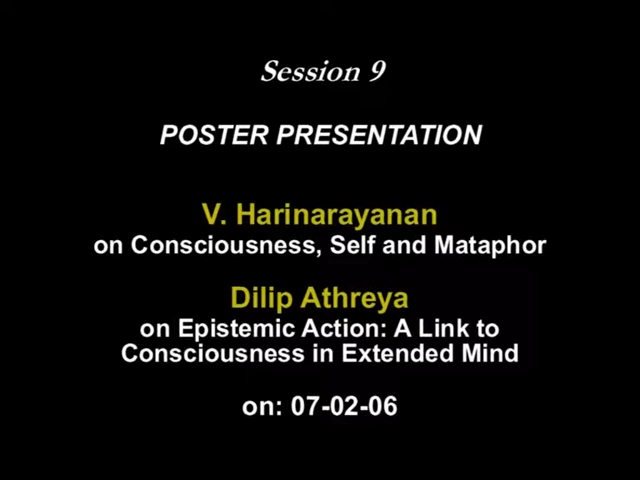 Session 9
POSTER PRESENTATION
V. Harinarayanan
on Consciousness, Self and Mataphor
Dilip Athreya
on Epistemic Action: A Link to
Consciousness in Extended Mind
on: 07-02-06